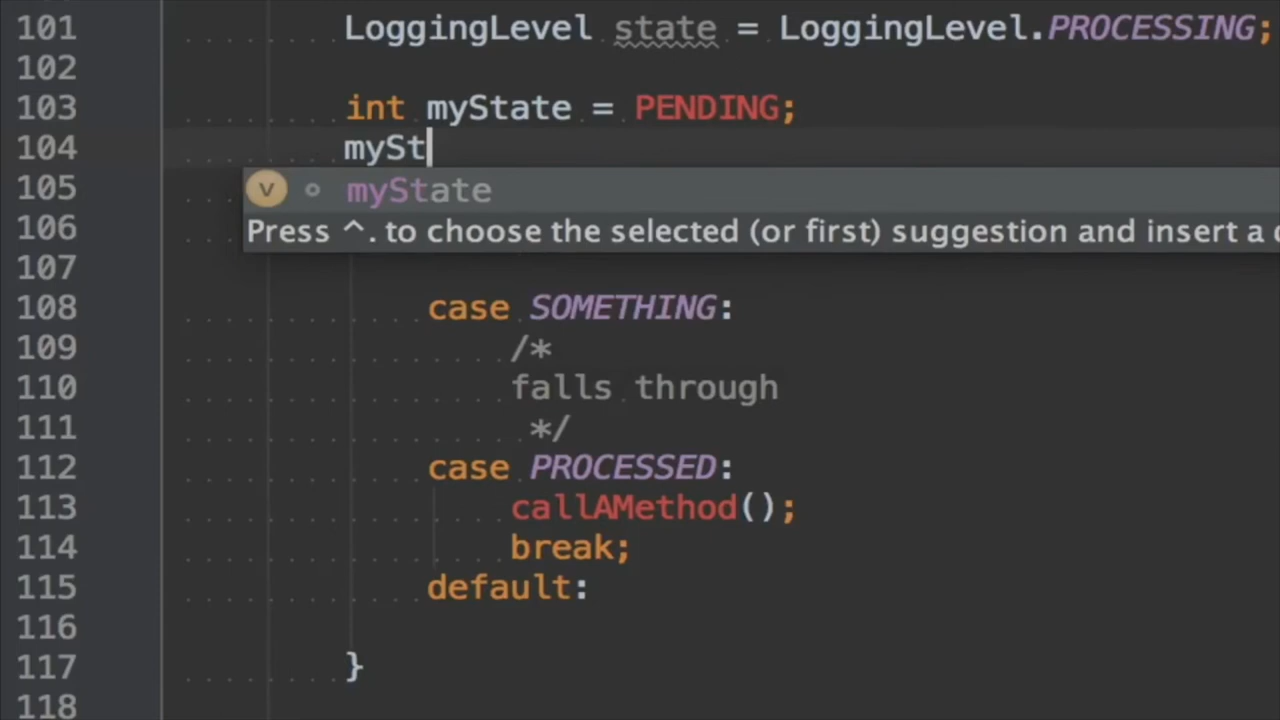 101 LoggingLevel state = LoggingLevel.PROCESSING;
102
103 int myState = PENDING;
104 mySt
105 v myState
106 Press ^. to choose the selected (or first) suggestion and insert a
107
108 case SOMETHING:
109 /*
110 falls through
111 */
112 case PROCESSED:
113 callAMethod();
114 break;
115 default:
116
117 }
118